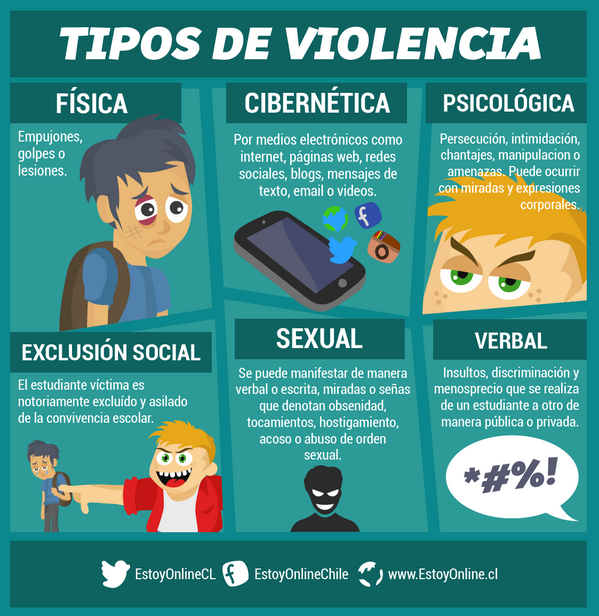 TIPOS DE VIOLENCIA
FÍSICA
Empujones,
golpes o
lesiones.
CIBERNÉTICA
Por medios electrónicos como
internet, páginas web, redes
sociales, blogs, mensajes de
texto, email o videos.
PSICOLÓGICA
Persecución, intimidación,
chantajes, manipulacion o
amenazas. Puede ocurrir
con miradas y expresiones
corporales.
EXCLUSIÓN SOCIAL
El estudiante víctima es
notoriamente excluído y asilado
de la convivencia escolar.
SEXUAL
Se puede manifestar de manera
verbal o escrita, miradas o señas
que denotan obsenidad,
tocamientos, hostigamiento,
acoso o abuso de orden
sexual.
VERBAL
Insultos, discriminación y
menosprecio que se realiza
de un estudiante a otro de
manera pública o privada.
*#%!
EstoyOnlineCL
EstoyOnlineChile
www.EstoyOnline.cl